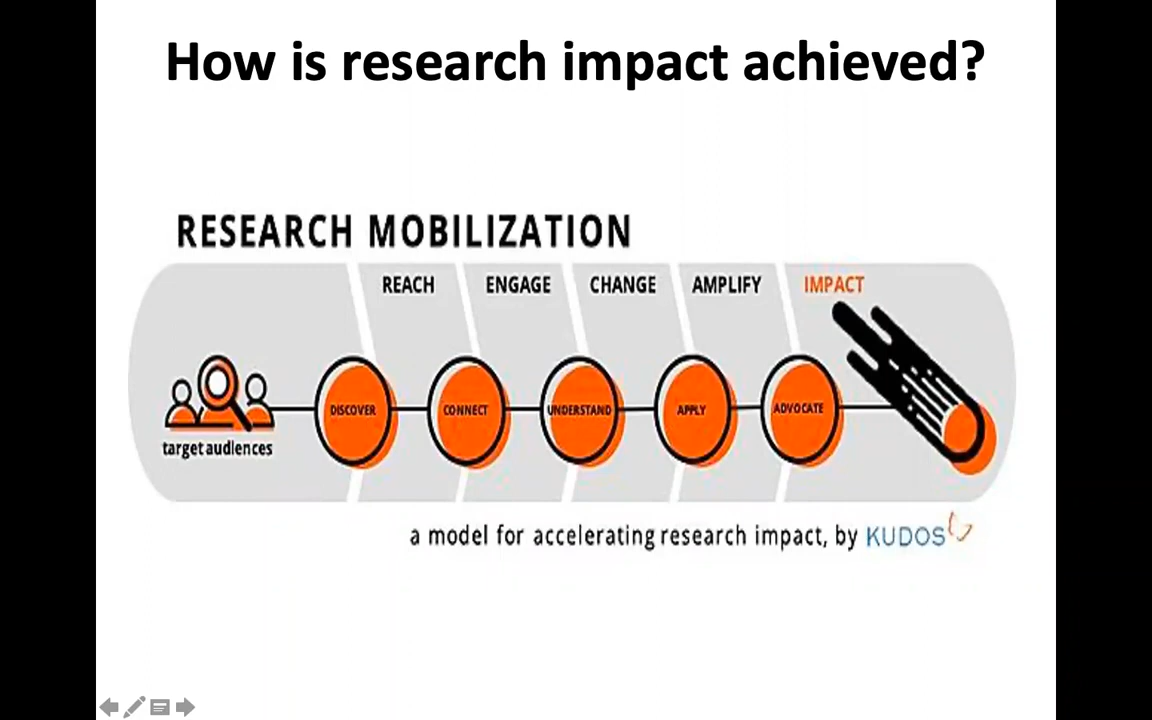 How is research impact achieved?
RESEARCH MOBILIZATION
REACH ENGAGE CHANGE AMPLIFY IMPACT
DISCOVER CONNECT UNDERSTAND APPLY ADVOCATE
target audiences
a model for accelerating research impact, by KUDOS